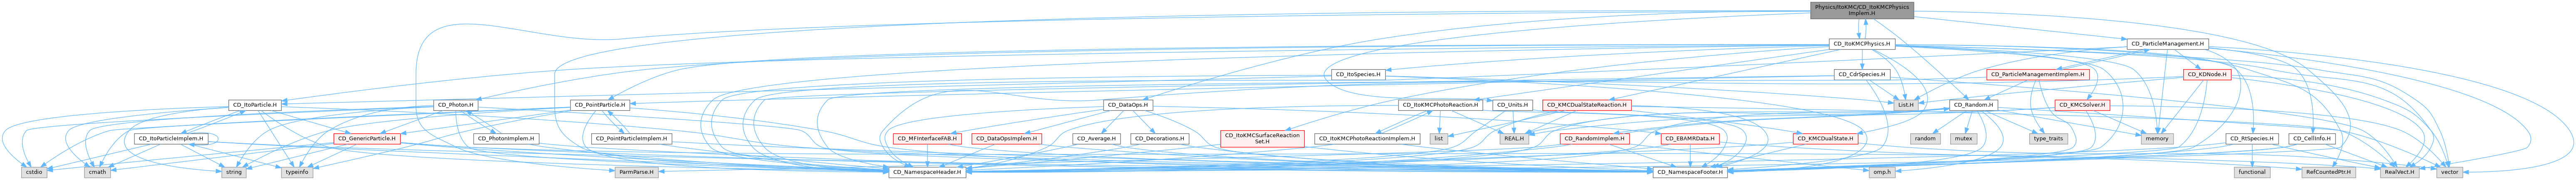 Physics/ItoKMC/CD_ItoKMCPhysics
Implem.H
CD_ItoKMCPhysics.H
CD_ParticleManagement.H
CD_ItoSpecies.H
CD_CdrSpecies.H
CD_ParticleManagementImplem.H
CD_KDNode.H
CD_ItoParticle.H
CD_Photon.H
CD_PointParticle.H
CD_DataOps.H
CD_ItoKMCPhotoReaction.H
CD_Units.H
CD_KMCDualStateReaction.H
List.H
CD_Random.H
CD_KMCSolver.H
CD_ItoParticleImplem.H
CD_GenericParticle.H
CD_PhotonImplem.H
CD_PointParticleImplem.H
CD_MFInterfaceFAB.H
CD_DataOpsImplem.H
CD_Average.H
CD_Decorations.H
CD_ItoKMCSurfaceReaction
Set.H
CD_ItoKMCPhotoReactionImplem.H
list
REAL.H
CD_RandomImplem.H
CD_EBAMRData.H
CD_KMCDualState.H
random
mutex
type_traits
memory
CD_RtSpecies.H
CD_CellInfo.H
cstdio
cmath
string
typeinfo
ParmParse.H
CD_NamespaceHeader.H
CD_NamespaceFooter.H
omp.h
functional
RefCountedPtr.H
RealVect.H
vector